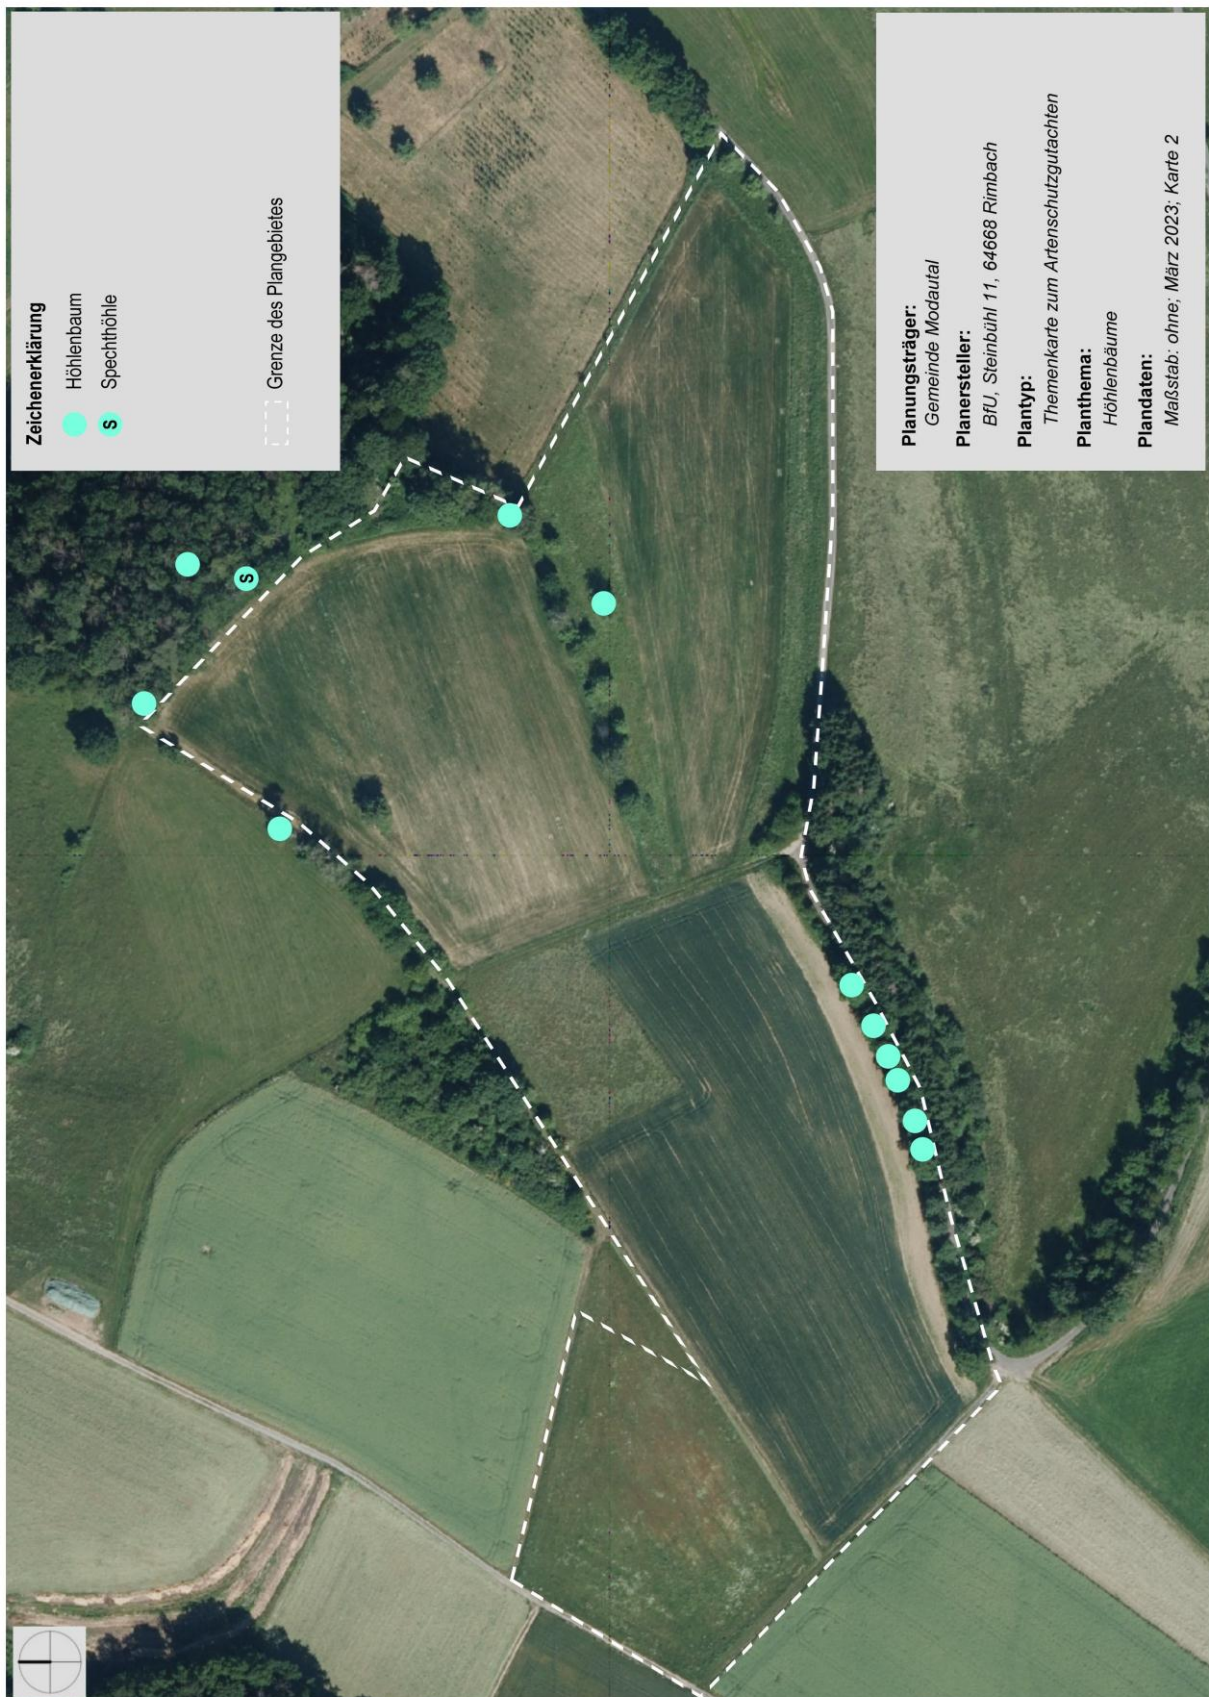 Zeichenerklärung
Höhlenbaum
S Spechthöhle
Grenze des Plangebietes
S
Planungsträger:
Gemeinde Modautal
Planersteller:
BfU, Steinbühl 11, 64668 Rimbach
Plantyp:
Themenkarte zum Artenschutzgutachten
Planthema:
Höhlenbäume
Plandaten:
Maßstab: ohne; März 2023; Karte 2